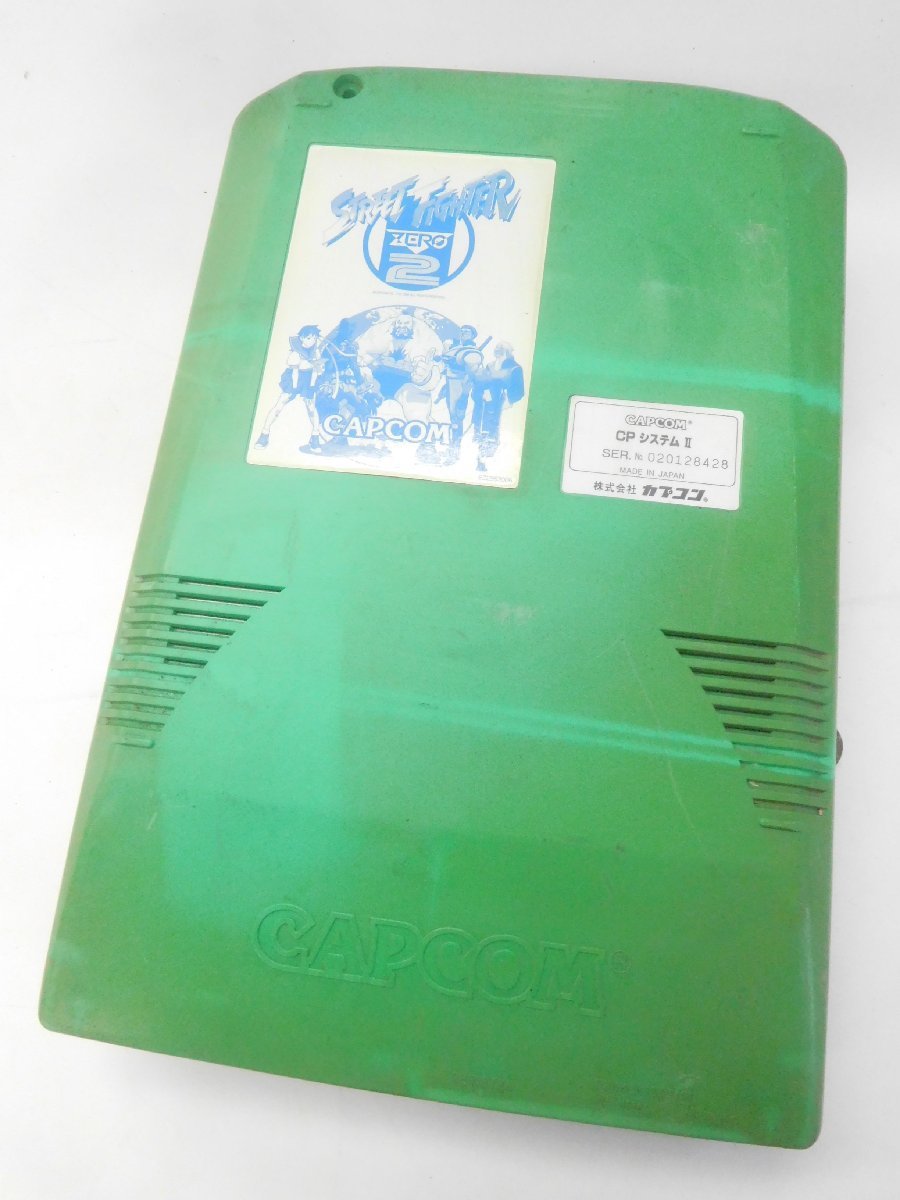 STREET FIGHTER
ZERO
2
CAPCOM
CAPCOM®
CP システム II
SER. № 020128428
MADE IN JAPAN
株式会社 カプコン
CAPCOM®